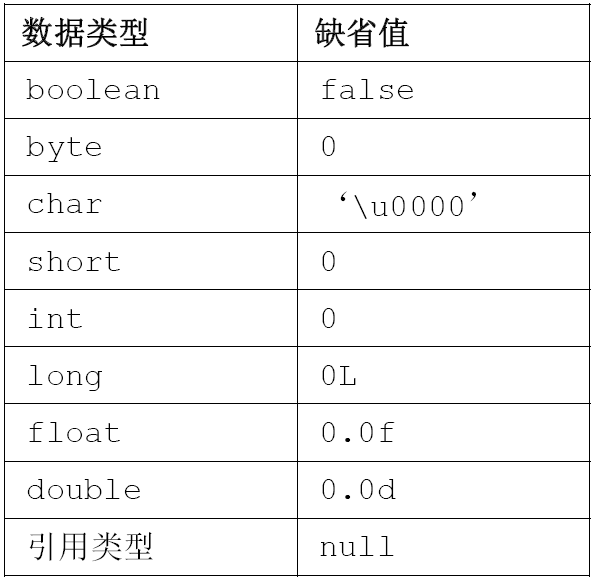 数据类型 缺省值
boolean false
byte 0
char ‘\u0000’
short 0
int 0
long 0L
float 0.0f
double 0.0d
引用类型 null